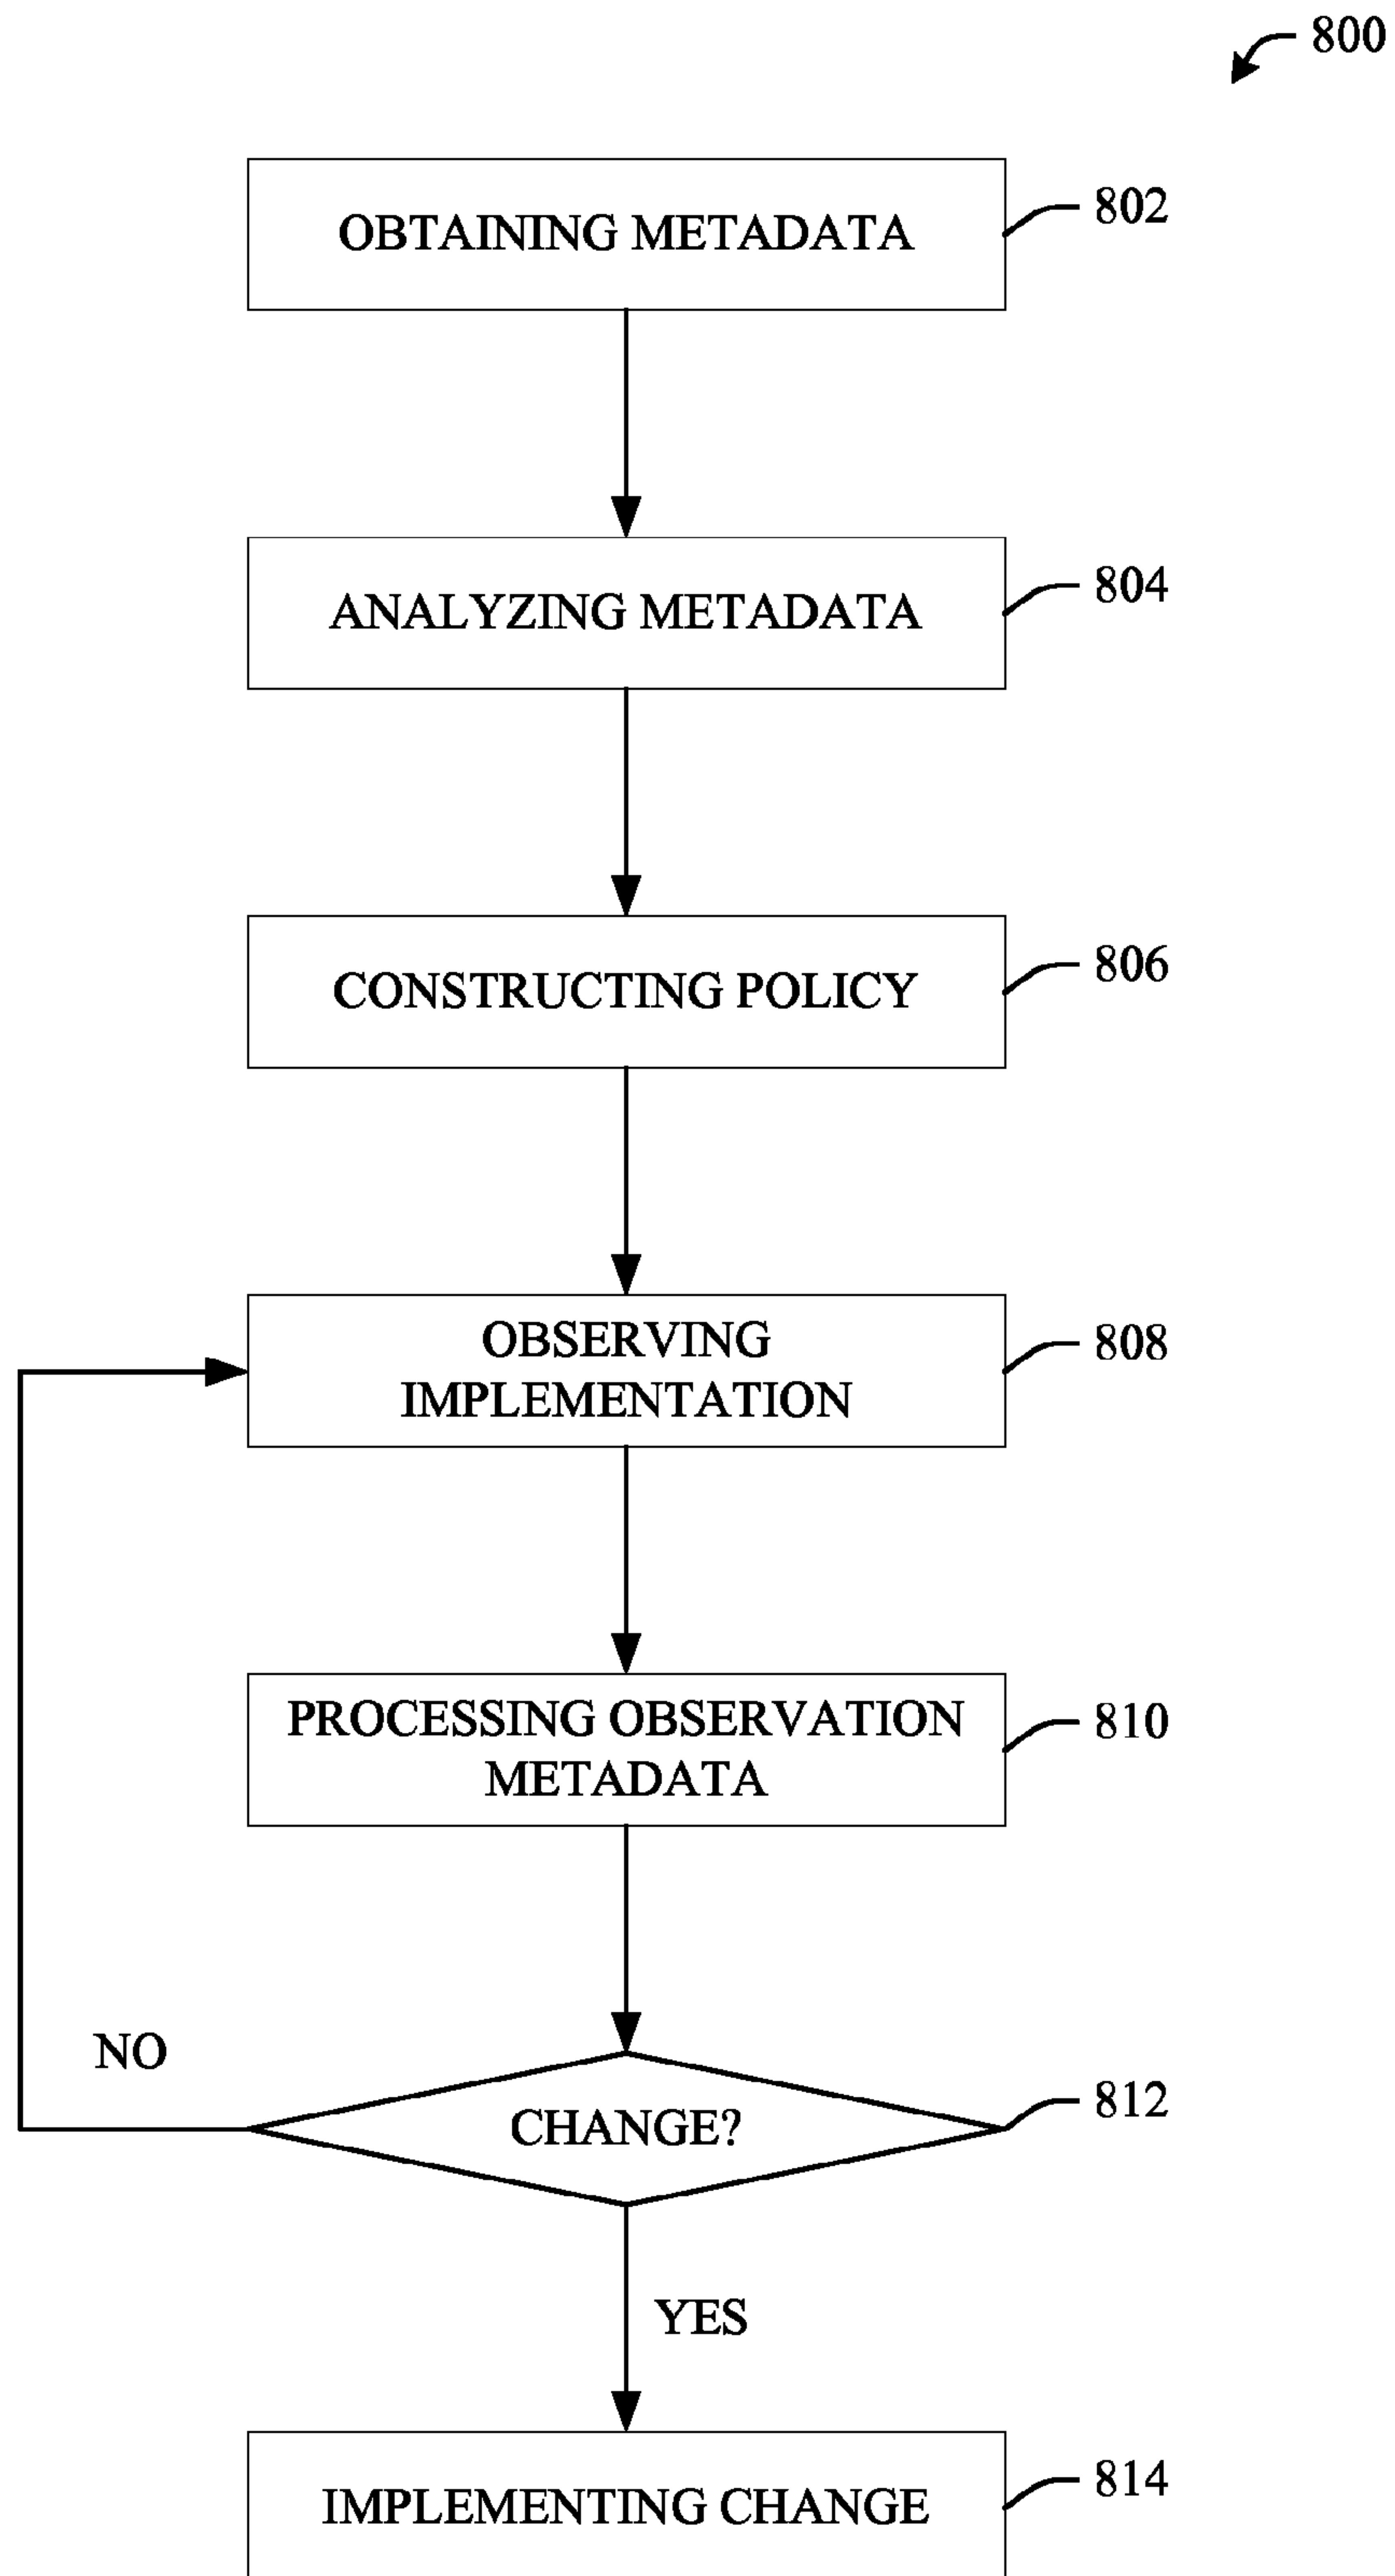 800
OBTAINING METADATA
802
ANALYZING METADATA
804
CONSTRUCTING POLICY
806
OBSERVING
IMPLEMENTATION
808
PROCESSING OBSERVATION
METADATA
810
NO
CHANGE?
812
YES
IMPLEMENTING CHANGE
814